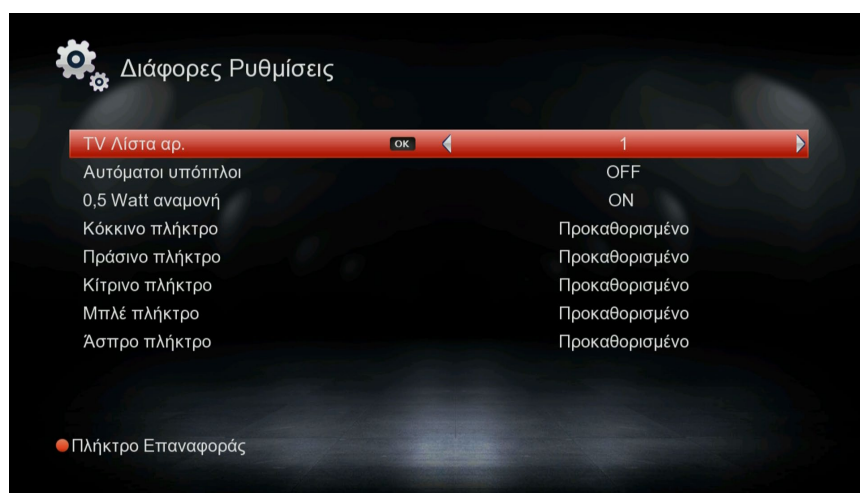 Διάφορες Ρυθμίσεις
TV Λίστα αρ. OK 1
Αυτόματοι υπότιτλοι OFF
0,5 Watt αναμονή ON
Κόκκινο πλήκτρο Προκαθορισμένο
Πράσινο πλήκτρο Προκαθορισμένο
Κίτρινο πλήκτρο Προκαθορισμένο
Μπλέ πλήκτρο Προκαθορισμένο
Άσπρο πλήκτρο Προκαθορισμένο
Πλήκτρο Επαναφοράς